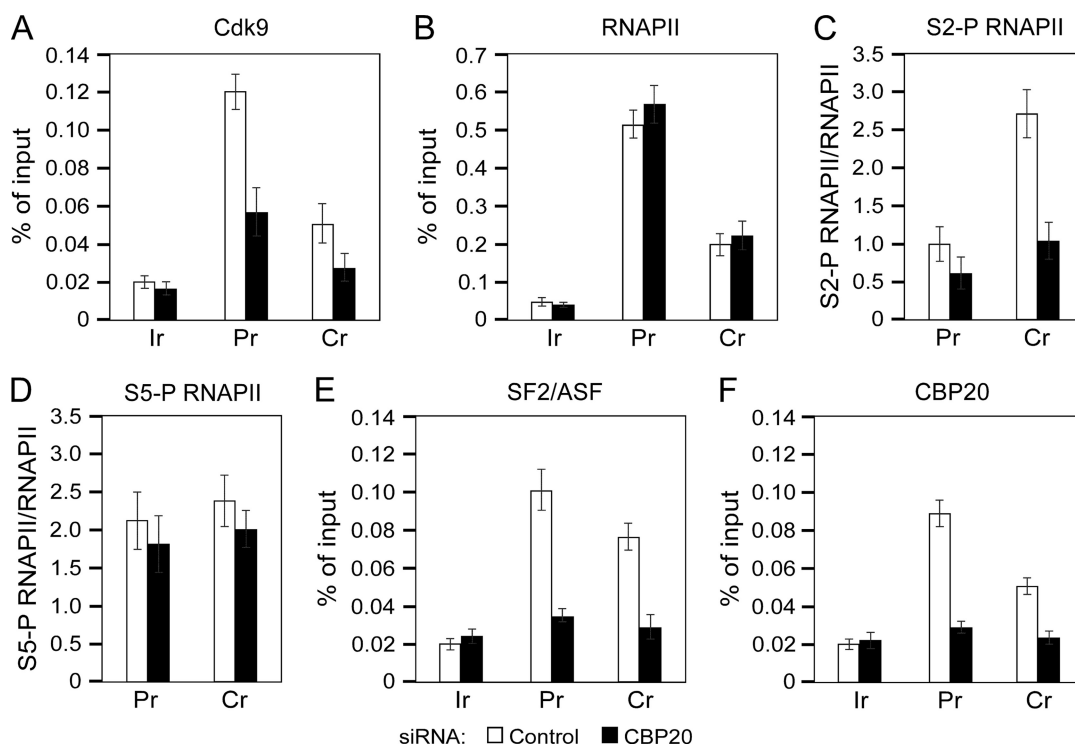 A
Cdk9
% of input
0.14
0.12
0.10
0.08
0.06
0.04
0.02
0
Ir Pr Cr
B
RNAPII
% of input
0.7
0.6
0.5
0.4
0.3
0.2
0.1
0
Ir Pr Cr
C
S2-P RNAPII
S2-P RNAPII/RNAPII
3.5
3.0
2.5
2.0
1.5
1.0
0.5
0
Pr Cr
D
S5-P RNAPII
S5-P RNAPII/RNAPII
3.5
3.0
2.5
2.0
1.5
1.0
0.5
0
Pr Cr
E
SF2/ASF
% of input
0.14
0.12
0.10
0.08
0.06
0.04
0.02
0
Ir Pr Cr
F
CBP20
% of input
0.14
0.12
0.10
0.08
0.06
0.04
0.02
0
Ir Pr Cr
siRNA: Control CBP20